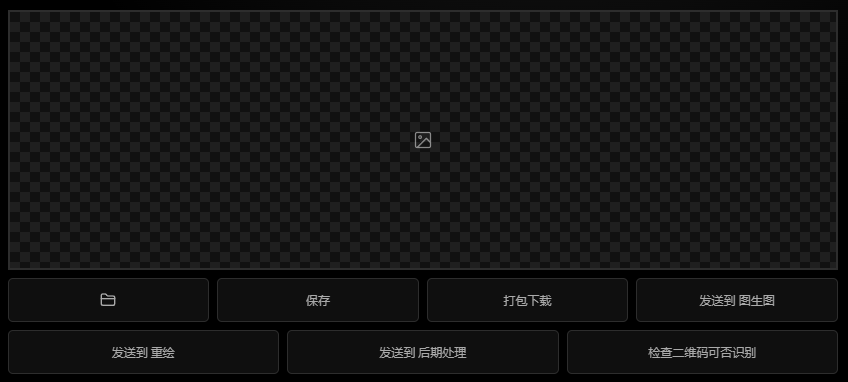 保存
打包下载
发送到 图生图
发送到 重绘
发送到 后期处理
检查二维码可否识别